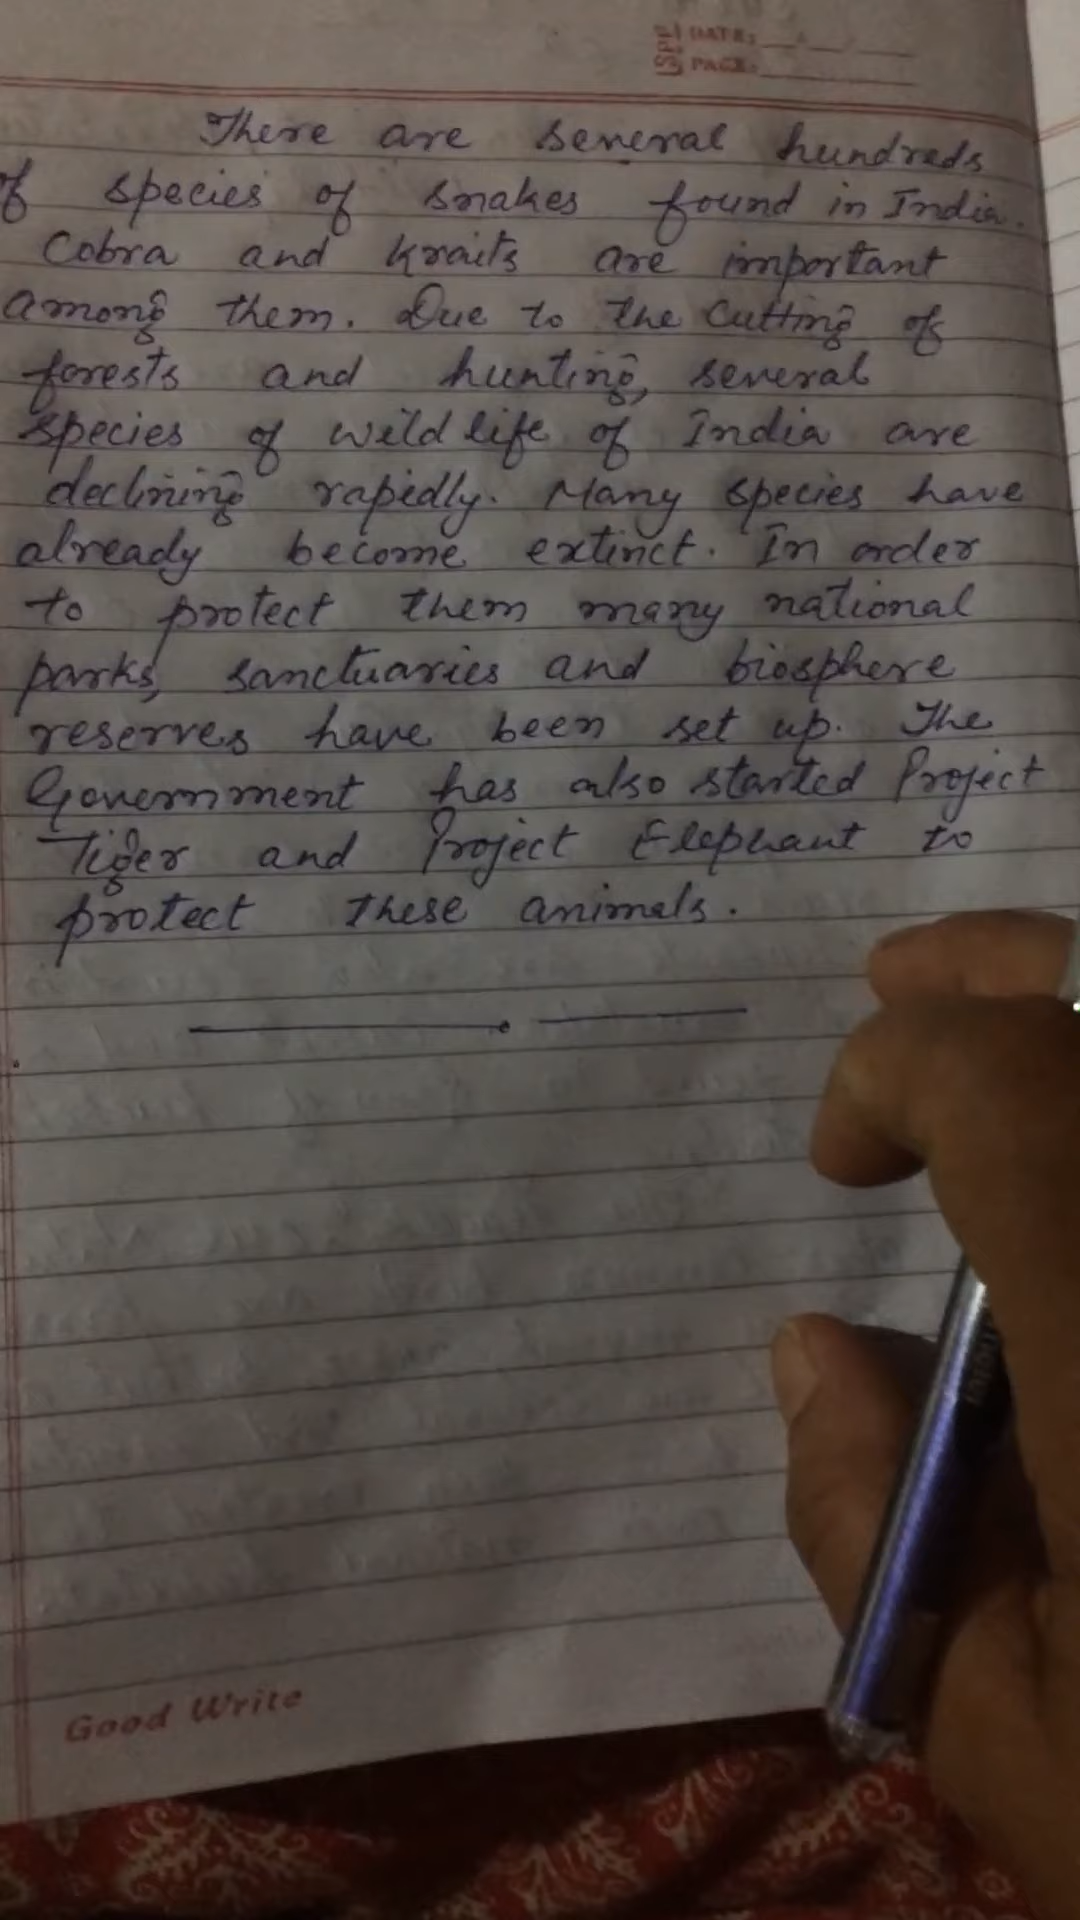 DATE:
PAGE:
There are several hundreds
of species of snakes found in India.
Cobra and kraits are important
among them. Due to the cutting of
forests and hunting, several
species of wild life of India are
declining rapidly. Many species have
already become extinct. In order
to protect them many national
parks, sanctuaries and biosphere
reserves have been set up. The
Government has also started Project
Tiger and Project Elephant to
protect these animals.
Good Write